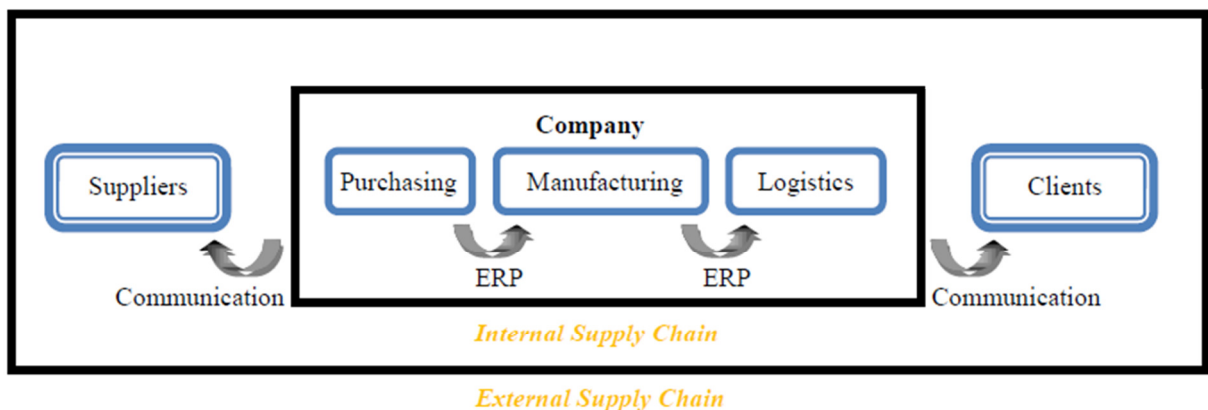 Company
Suppliers
Purchasing
Manufacturing
Logistics
Clients
ERP
ERP
Communication
Communication
Internal Supply Chain
External Supply Chain